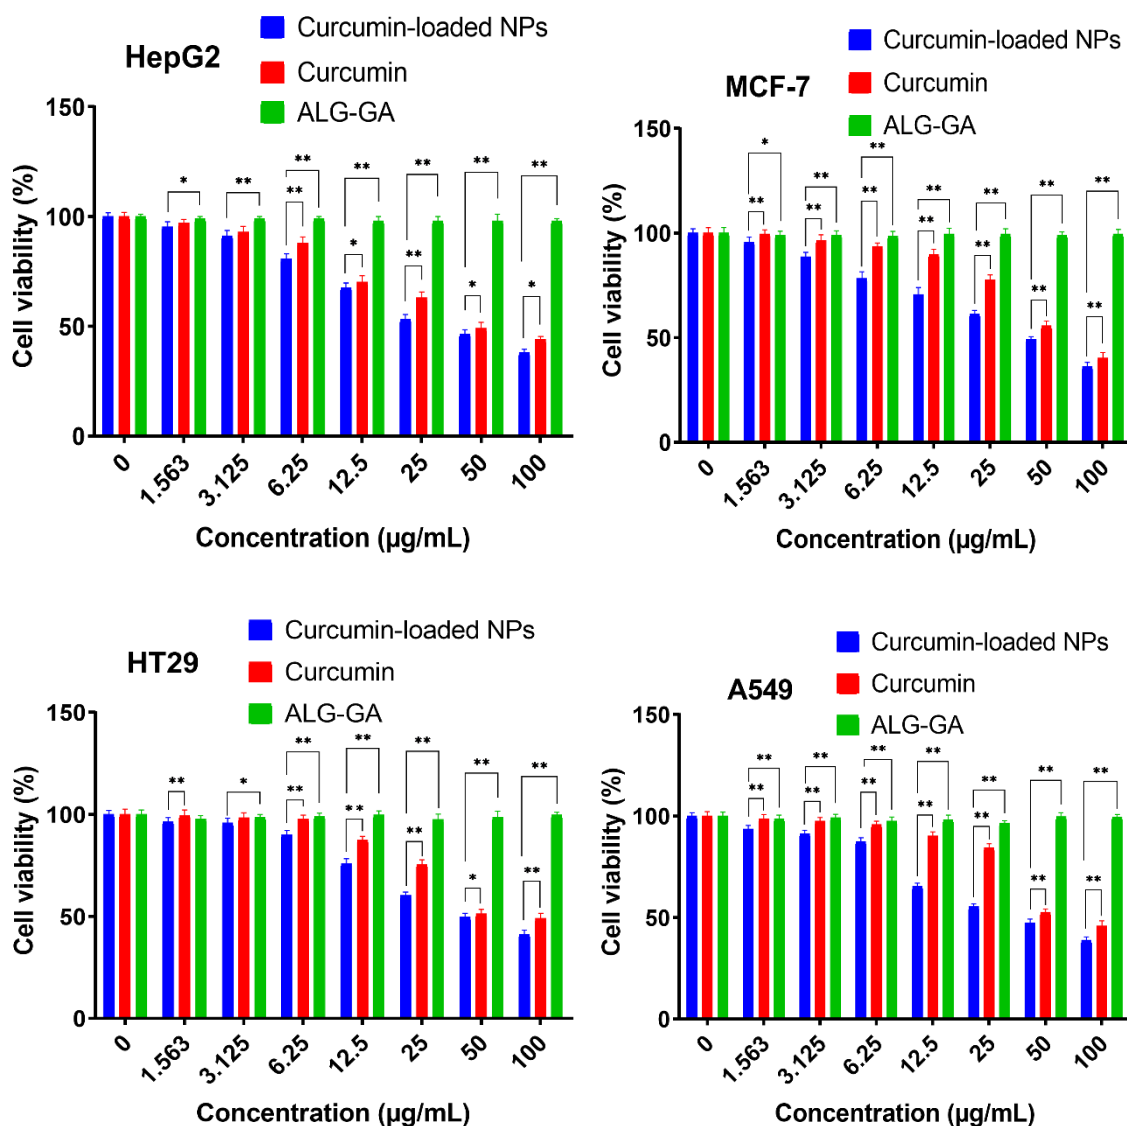 HepG2
Curcumin-loaded NPs
Curcumin
ALG-GA
Cell viability (%)
150
100
50
0
* ** ** ** ** ** **
** * ** * *
0 1.563 3.125 6.25 12.5 25 50 100
Concentration (µg/mL)
MCF-7
Curcumin-loaded NPs
Curcumin
ALG-GA
Cell viability (%)
150
100
50
0
* ** ** ** ** ** **
** ** ** ** ** ** **
0 1.563 3.125 6.25 12.5 25 50 100
Concentration (µg/mL)
HT29
Curcumin-loaded NPs
Curcumin
ALG-GA
Cell viability (%)
150
100
50
0
** * ** ** ** ** **
** ** ** * **
0 1.563 3.125 6.25 12.5 25 50 100
Concentration (µg/mL)
A549
Curcumin-loaded NPs
Curcumin
ALG-GA
Cell viability (%)
150
100
50
0
** ** ** ** ** ** **
** ** ** ** ** ** **
0 1.563 3.125 6.25 12.5 25 50 100
Concentration (µg/mL)